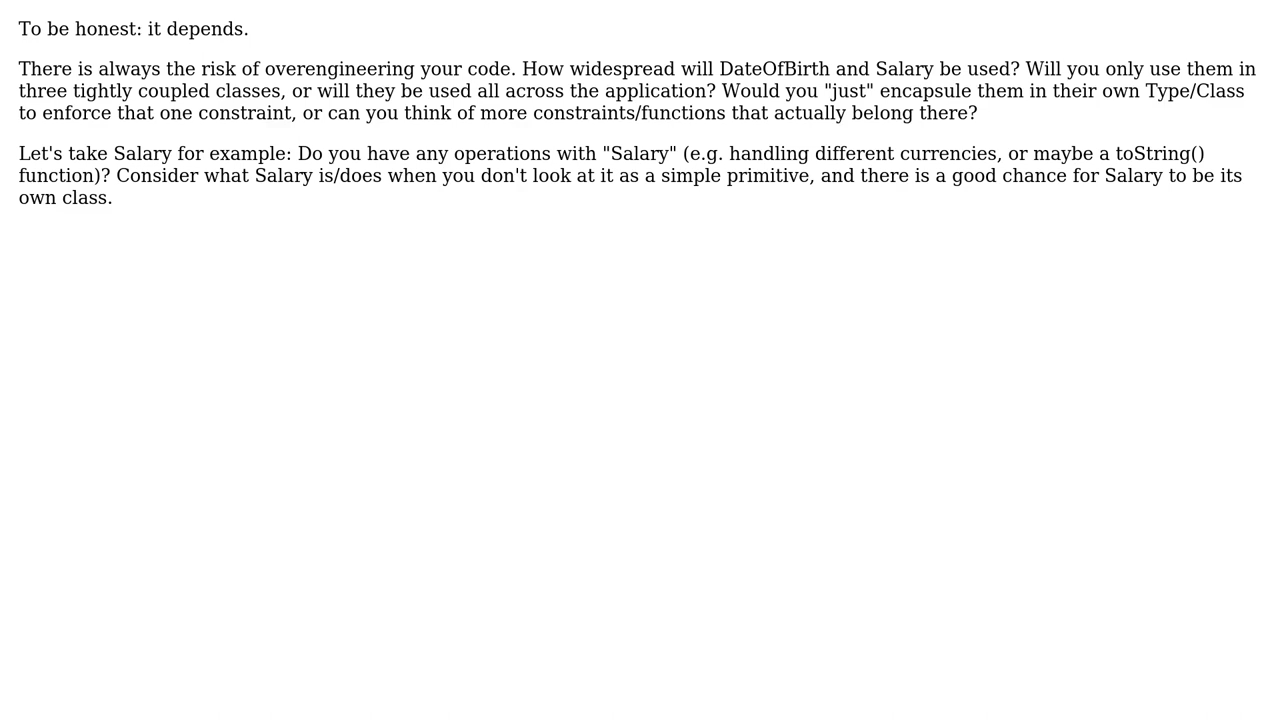 To be honest: it depends.
There is always the risk of overengineering your code. How widespread will DateOfBirth and Salary be used? Will you only use them in
three tightly coupled classes, or will they be used all across the application? Would you "just" encapsule them in their own Type/Class
to enforce that one constraint, or can you think of more constraints/functions that actually belong there?
Let's take Salary for example: Do you have any operations with "Salary" (e.g. handling different currencies, or maybe a toString()
function)? Consider what Salary is/does when you don't look at it as a simple primitive, and there is a good chance for Salary to be its
own class.